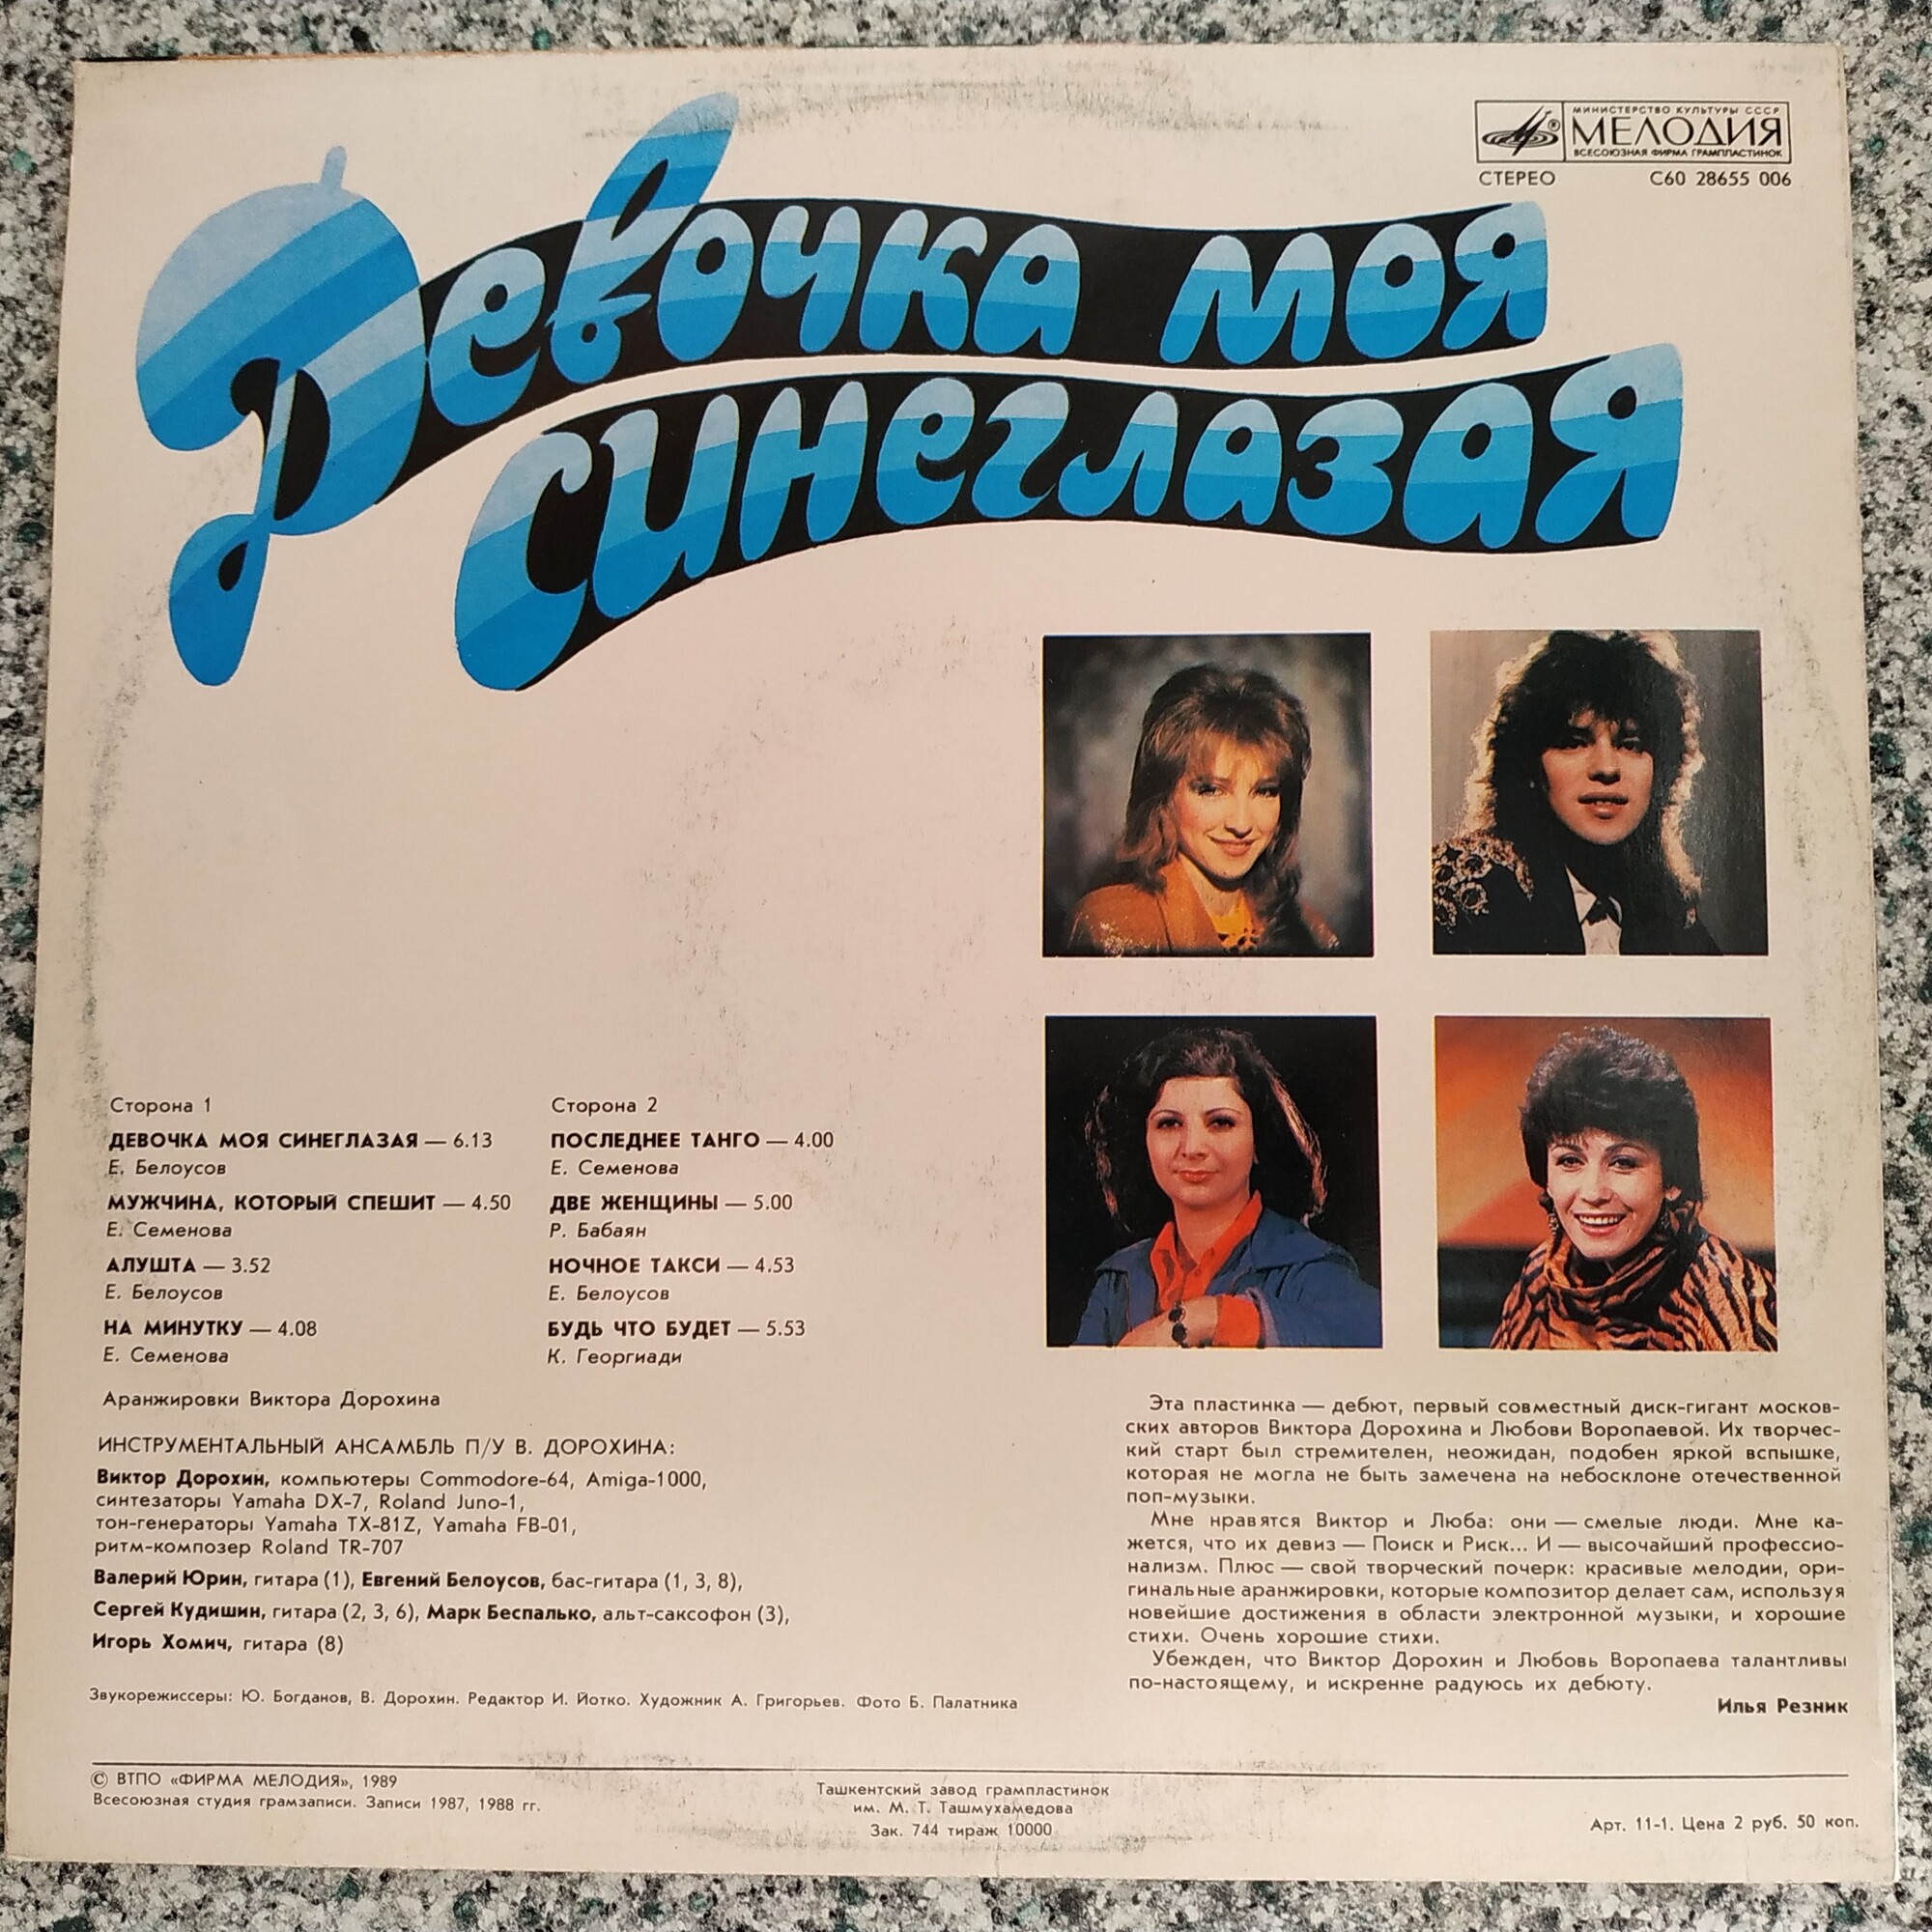 МИНИСТЕРСТВО КУЛЬТУРЫ СССР
МЕЛОДИЯ
ВСЕСОЮЗНАЯ ФИРМА ГРАМПЛАСТИНОК
СТЕРЕО С60 28655 006
Девочка моя
синеглазая
Сторона 1
ДЕВОЧКА МОЯ СИНЕГЛАЗАЯ — 6.13
Е. Белоусов
МУЖЧИНА, КОТОРЫЙ СПЕШИТ — 4.50
Е. Семенова
АЛУШТА — 3.52
Е. Белоусов
НА МИНУТКУ — 4.08
Е. Семенова
Сторона 2
ПОСЛЕДНЕЕ ТАНГО — 4.00
Е. Семенова
ДВЕ ЖЕНЩИНЫ — 5.00
Р. Бабаян
НОЧНОЕ ТАКСИ — 4.53
Е. Белоусов
БУДЬ ЧТО БУДЕТ — 5.53
К. Георгиади
Аранжировки Виктора Дорохина
ИНСТРУМЕНТАЛЬНЫЙ АНСАМБЛЬ П/У В. ДОРОХИНА:
Виктор Дорохин, компьютеры Commodore-64, Amiga-1000,
синтезаторы Yamaha DX-7, Roland Juno-1,
тон-генераторы Yamaha TX-81Z, Yamaha FB-01,
ритм-композер Roland TR-707
Валерий Юрин, гитара (1), Евгений Белоусов, бас-гитара (1, 3, 8),
Сергей Кудишин, гитара (2, 3, 6), Марк Беспалько, альт-саксофон (3),
Игорь Хомич, гитара (8)
Звукорежиссеры: Ю. Богданов, В. Дорохин. Редактор И. Йотко. Художник А. Григорьев. Фото Б. Палатника
Эта пластинка — дебют, первый совместный диск-гигант москов-
ских авторов Виктора Дорохина и Любови Воропаевой. Их творчес-
кий старт был стремителен, неожидан, подобен яркой вспышке,
которая не могла не быть замечена на небосклоне отечественной
поп-музыки.
Мне нравятся Виктор и Люба: они — смелые люди. Мне ка-
жется, что их девиз — Поиск и Риск... И — высочайший профессио-
нализм. Плюс — свой творческий почерк: красивые мелодии, ори-
гинальные аранжировки, которые композитор делает сам, используя
новейшие достижения в области электронной музыки, и хорошие
стихи. Очень хорошие стихи.
Убежден, что Виктор Дорохин и Любовь Воропаева талантливы
по-настоящему, и искренне радуюсь их дебюту.
Илья Резник
© ВТПО «ФИРМА МЕЛОДИЯ», 1989
Всесоюзная студия грамзаписи. Записи 1987, 1988 гг.
Ташкентский завод грампластинок
им. М. Т. Ташмухамедова
Зак. 744 тираж 10000
Арт. 11-1. Цена 2 руб. 50 коп.